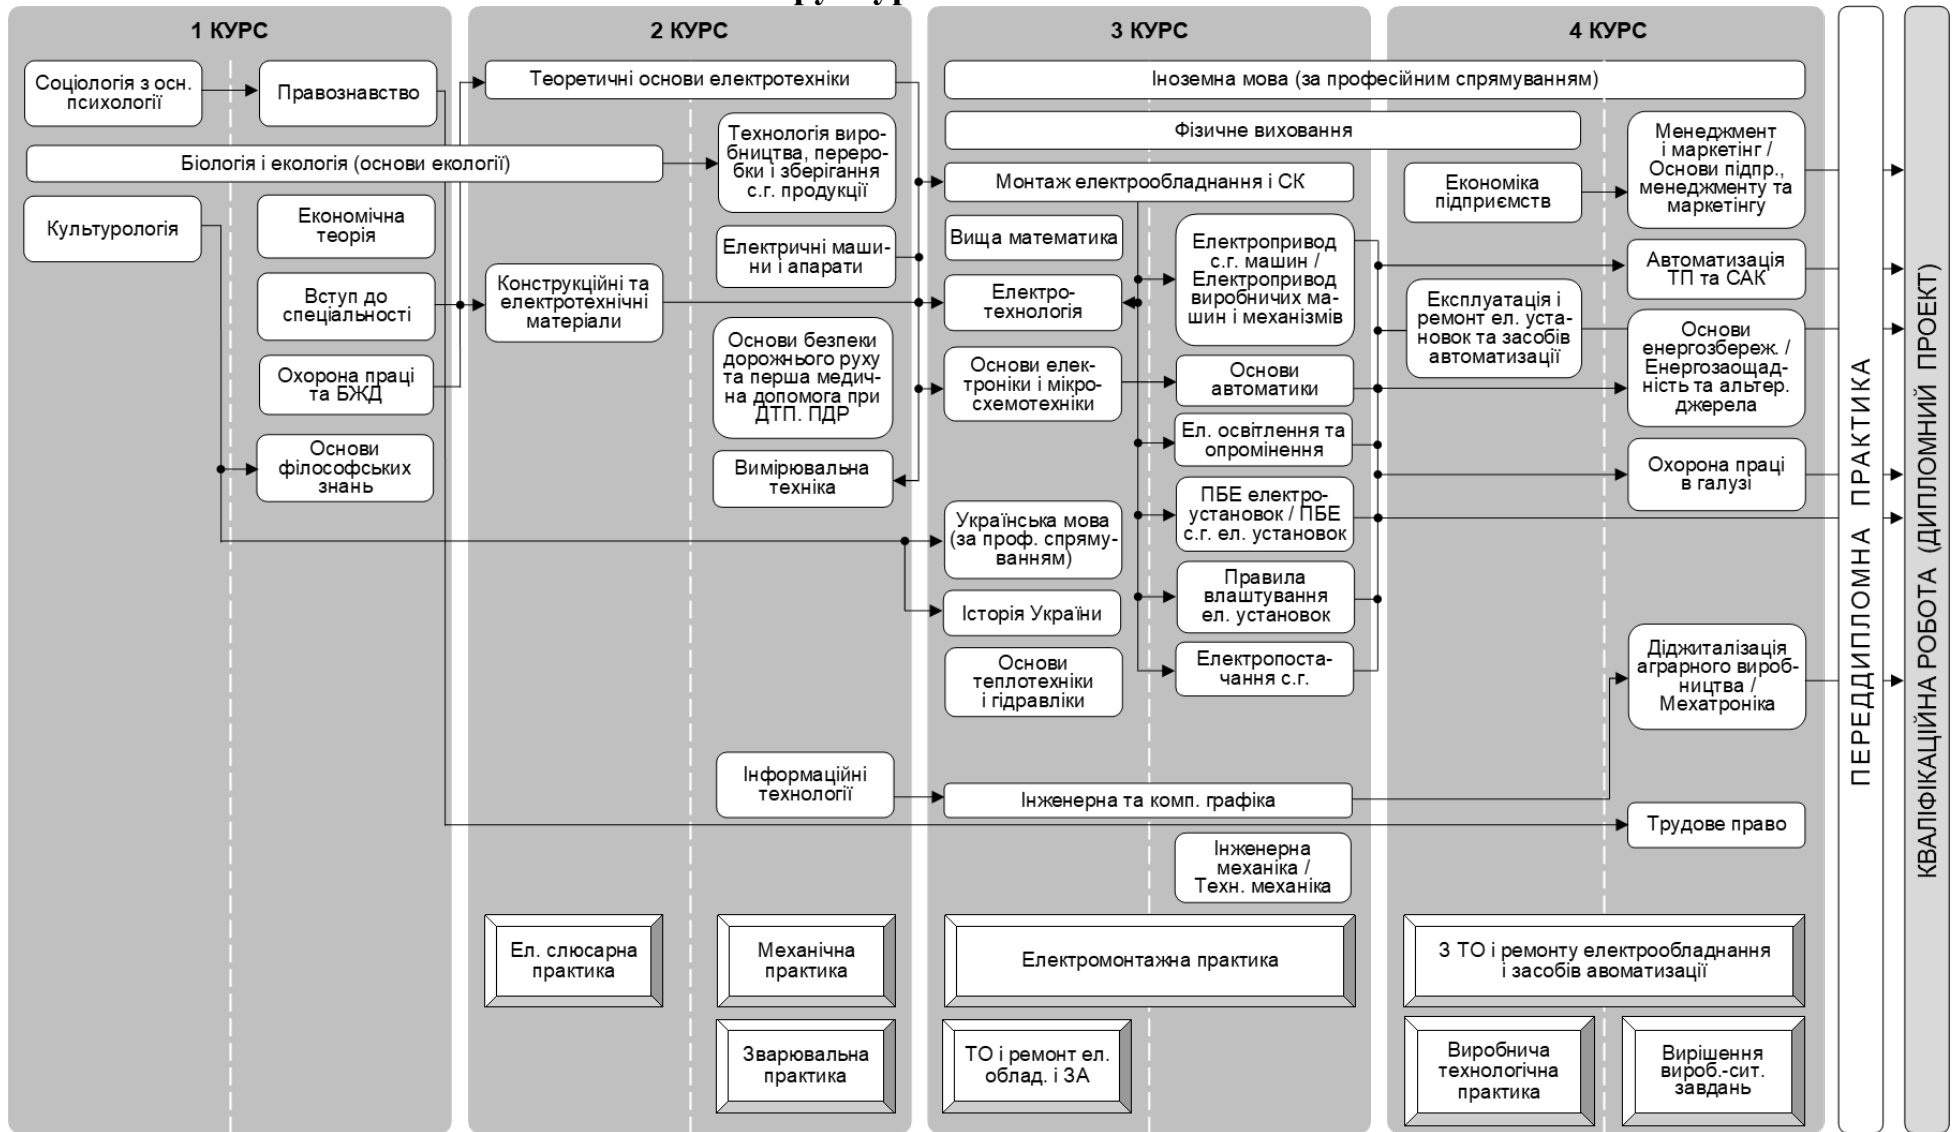 1 КУРС
2 КУРС
3 КУРС
4 КУРС
Соціологія з осн.
психології
Правознавство
Біологія і екологія (основи екології)
Культурологія
Економічна
теорія
Вступ до
спеціальності
Охорона праці
та БЖД
Основи
філософських
знань
Теоретичні основи електротехніки
Технологія виро-
бництва, переро-
бки і зберігання
с.г. продукції
Електричні маши-
ни і апарати
Конструкційні та
електротехнічні
матеріали
Основи безпеки
дорожнього руху
та перша медич-
на допомога при
ДТП. ПДР
Вимірювальна
техніка
Інформаційні
технології
Ел. слюсарна
практика
Механічна
практика
Зварювальна
практика
Іноземна мова (за професійним спрямуванням)
Фізичне виховання
Монтаж електрообладнання і СК
Вища математика
Електро-
технологія
Основи елек-
троніки і мікро-
схемотехніки
Українська мова
(за проф. спряму-
ванням)
Історія України
Основи
теплотехніки
і гідравліки
Електропривод
с.г. машин /
Електропривод
виробничих ма-
шин і механізмів
Основи
автоматики
Ел. освітлення та
опромінення
ПБЕ електро-
установок / ПБЕ
с.г. ел. установок
Правила
влаштування
ел. установок
Електропоста-
чання с.г.
Інженерна та комп. графіка
Інженерна
механіка /
Техн. механіка
Електромонтажна практика
ТО і ремонт ел.
облад. і ЗА
Економіка
підприємств
Менеджмент
і маркетінг /
Основи підпр.,
менеджменту та
маркетінгу
Автоматизація
ТП та САК
Експлуатація і
ремонт ел. уста-
новок та засобів
автоматизації
Основи
енергозбереж. /
Енергозаощад-
ність та альтер.
джерела
Охорона праці
в галузі
Діджиталізація
аграрного вироб-
ництва /
Мехатроніка
Трудове право
З ТО і ремонту електрообладнання
і засобів авоматизації
Виробнича
технологічна
практика
Вирішення
вироб.-сит.
завдань
ПЕРЕДДИПЛОМНА ПРАКТИКА
КВАЛІФІКАЦІЙНА РОБОТА (ДИПЛОМНИЙ ПРОЕКТ)